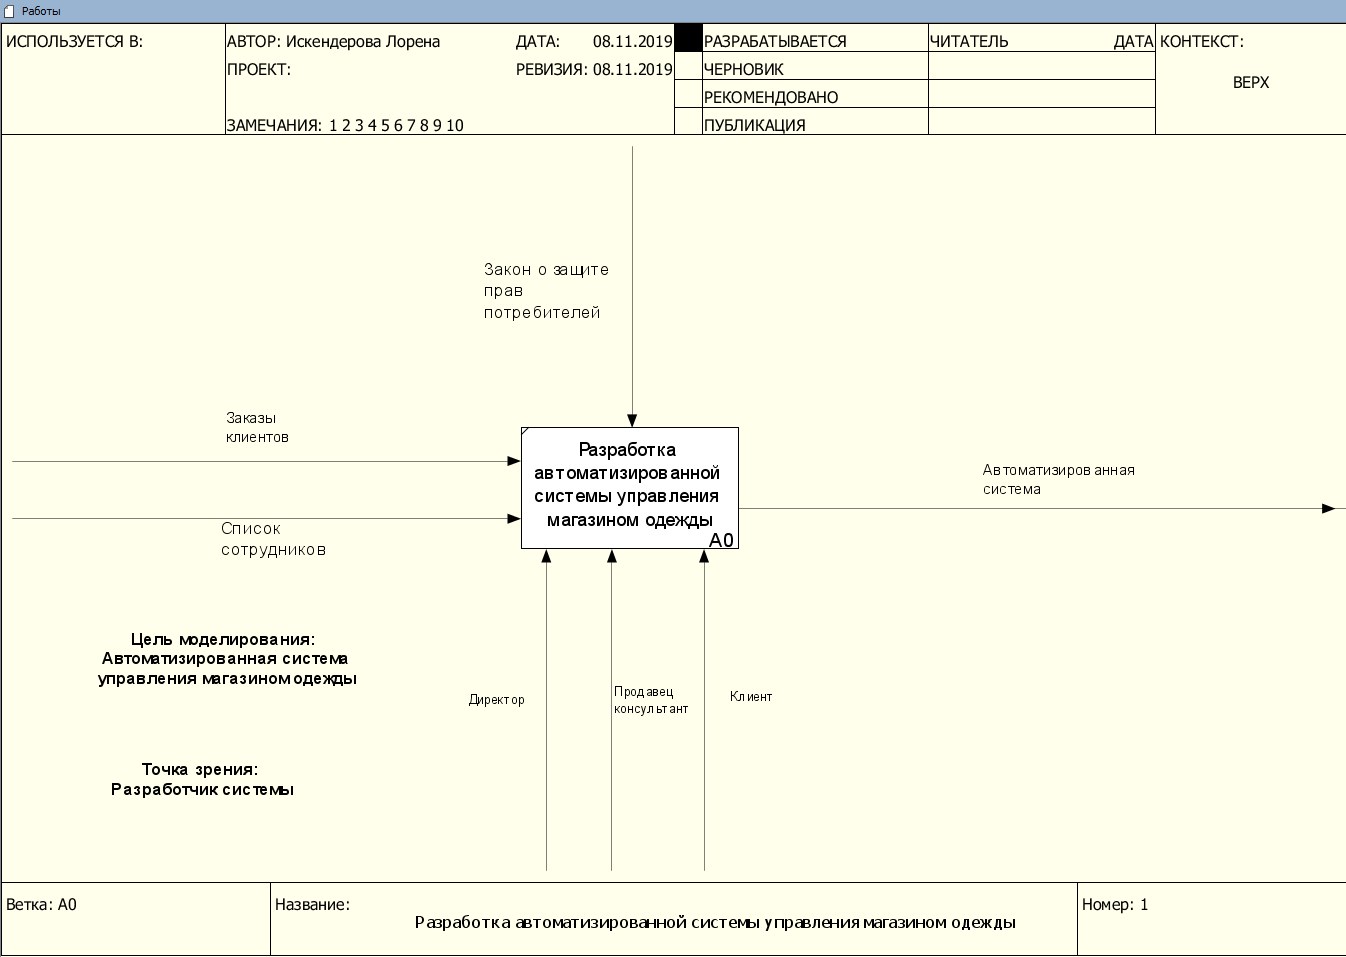 Работы
ИСПОЛЬЗУЕТСЯ В:
АВТОР: Искендерова Лорена
ДАТА: 08.11.2019
ПРОЕКТ:
РЕВИЗИЯ: 08.11.2019
ЗАМЕЧАНИЯ: 1 2 3 4 5 6 7 8 9 10
РАЗРАБАТЫВАЕТСЯ
ЧЕРНОВИК
РЕКОМЕНДОВАНО
ПУБЛИКАЦИЯ
ЧИТАТЕЛЬ ДАТА
КОНТЕКСТ:
ВЕРХ
Закон о защите
прав
потребителей
Заказы
клиентов
Список
сотрудников
Разработка
автоматизированной
системы управления
магазином одежды
A0
Автоматизированная
система
Цель моделирования:
Автоматизированная система
управления магазином одежды
Директор
Продавец
консультант
Клиент
Точка зрения:
Разработчик системы
Ветка: A0
Название:
Разработка автоматизированной системы управления магазином одежды
Номер: 1